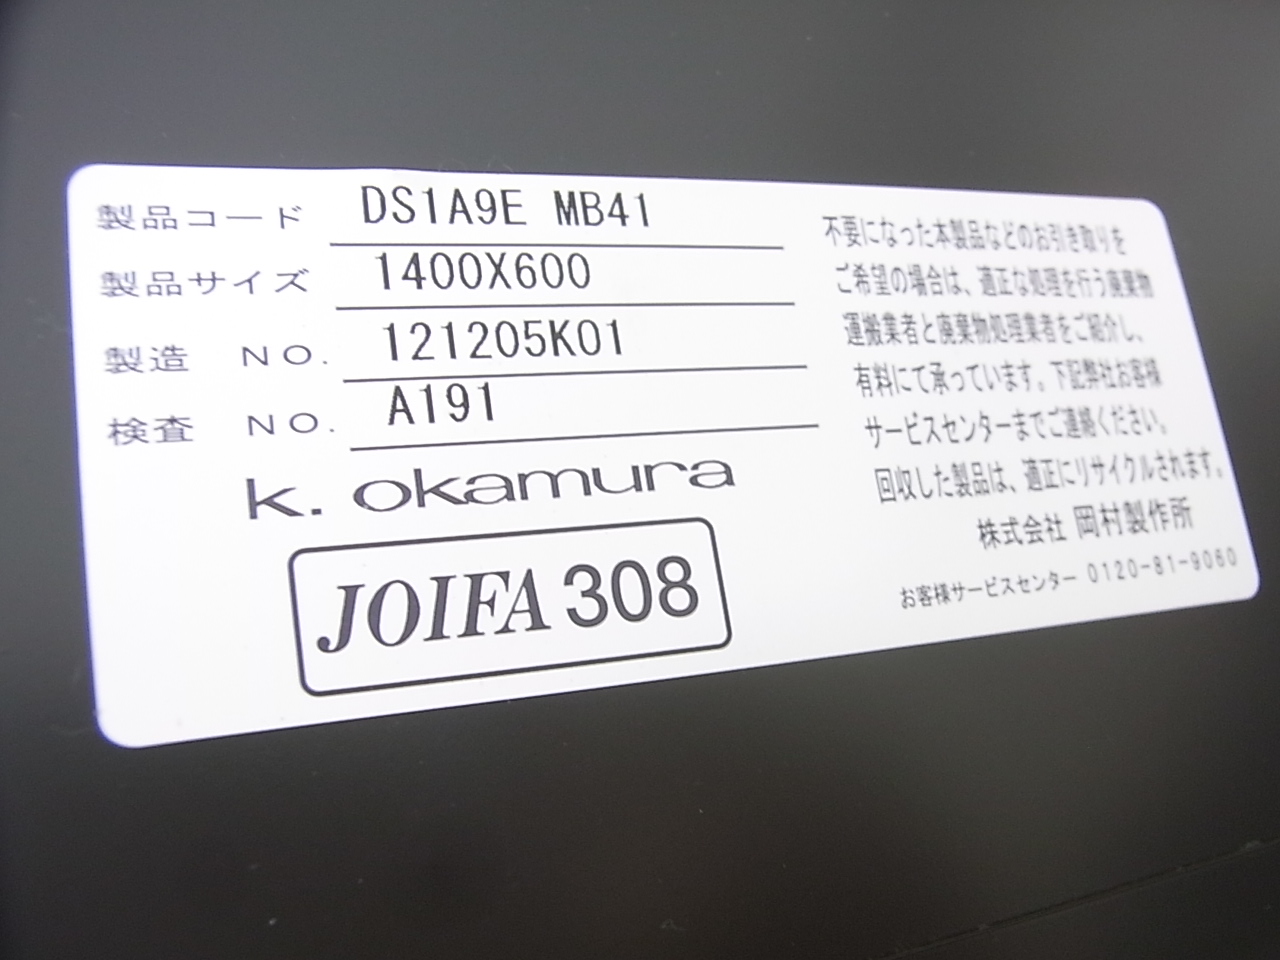 製品コード DS1A9E MB41
製品サイズ 1400X600
製造 NO. 121205K01
検査 NO. A191
k. okamura
JOIFA 308
不要になった本製品などのお引き取りを
ご希望の場合は、適正な処理を行う廃棄物
運搬業者と廃棄物処理業者をご紹介し、
有料にて承っています。下記弊社お客様
サービスセンターまでご連絡ください。
回収した製品は、適正にリサイクルされます。
株式会社 岡村製作所
お客様サービスセンター 0120-81-9060